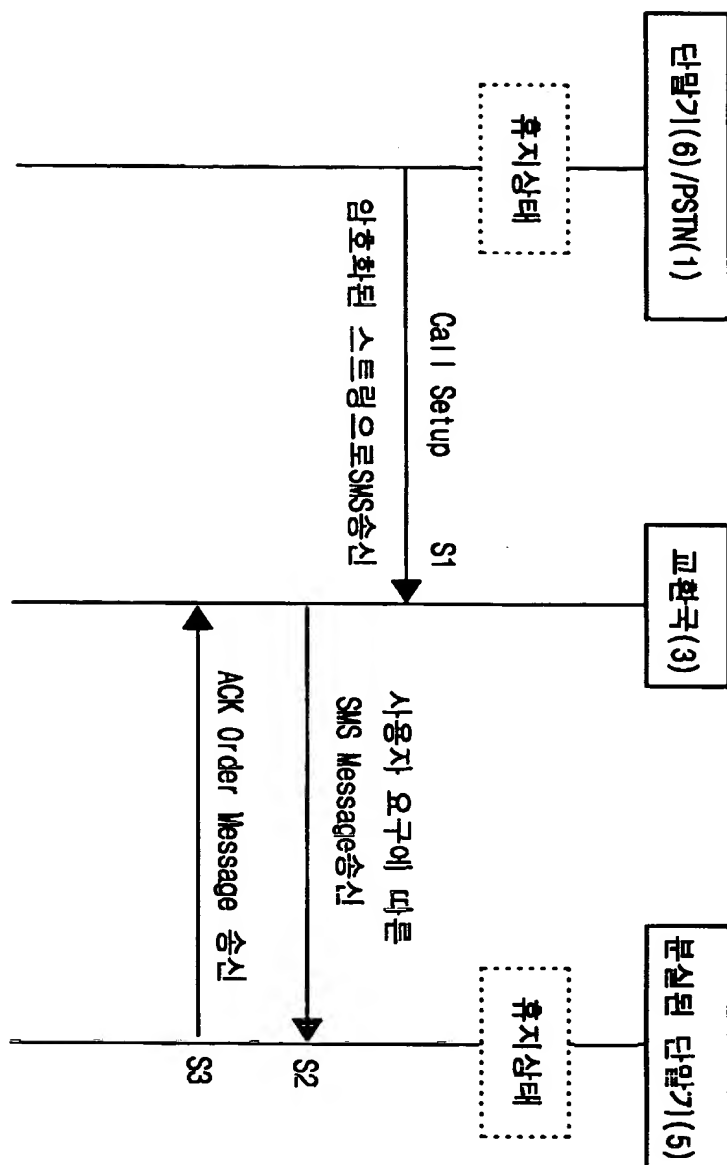 단말기(6)/PSTN(1)
교환국(3)
분실된 단말기(5)
휴지상태
휴지상태
Call Setup S1
암호화된 스트링으로SMS송신
사용자 요구에 따른
SMS Message송신
S2
ACK Order Message 송신
S3